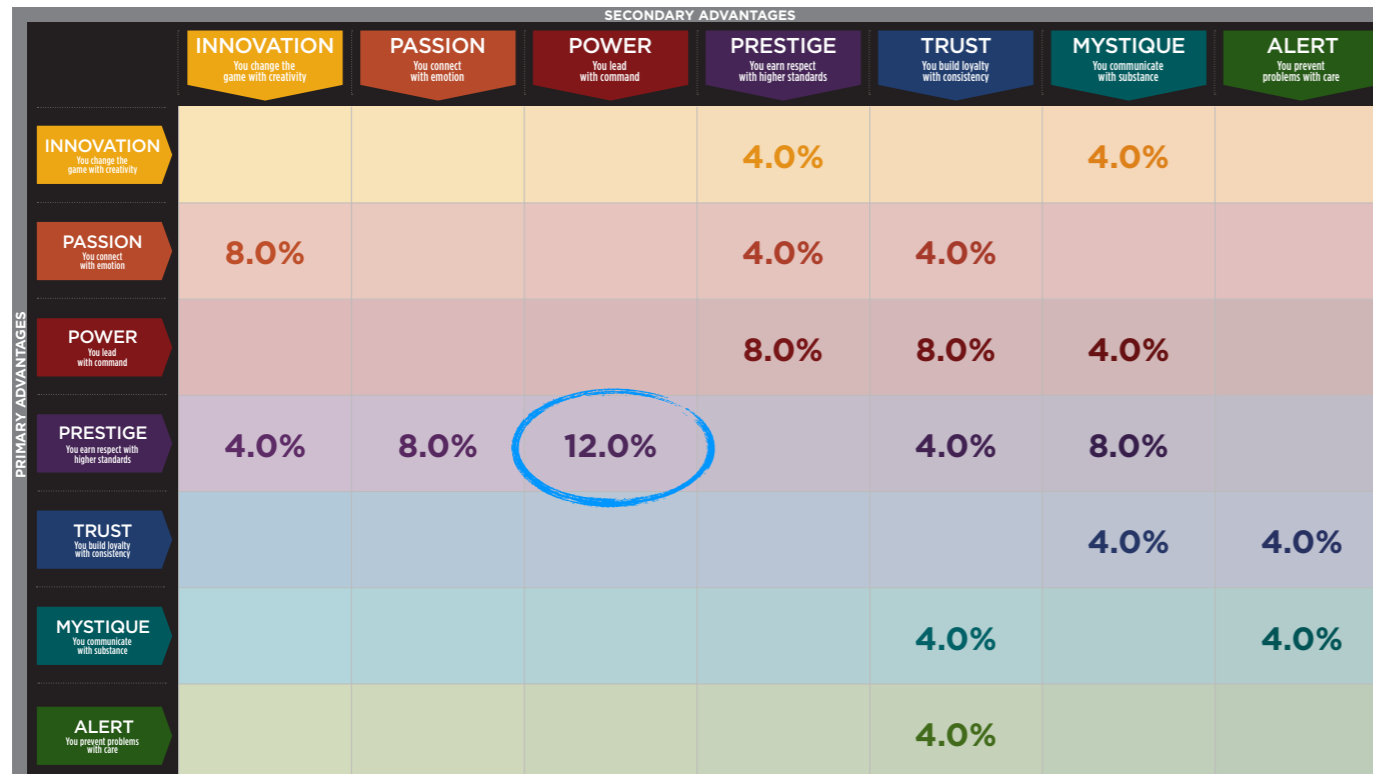 SECONDARY ADVANTAGES
INNOVATION
You change the
game with creativity
PASSION
You connect
with emotion
POWER
You lead
with command
PRESTIGE
You earn respect
with higher standards
TRUST
You build loyalty
with consistency
MYSTIQUE
You communicate
with substance
ALERT
You prevent
problems with care
PRIMARY ADVANTAGES
INNOVATION
You change the
game with creativity
4.0% 4.0%
PASSION
You connect
with emotion
8.0% 4.0% 4.0%
POWER
You lead
with command
8.0% 8.0% 4.0%
PRESTIGE
You earn respect with
higher standards
4.0% 8.0% 12.0% 4.0% 8.0%
TRUST
You build loyalty
with consistency
4.0% 4.0%
MYSTIQUE
You communicate
with substance
4.0% 4.0%
ALERT
You prevent problems
with care
4.0%